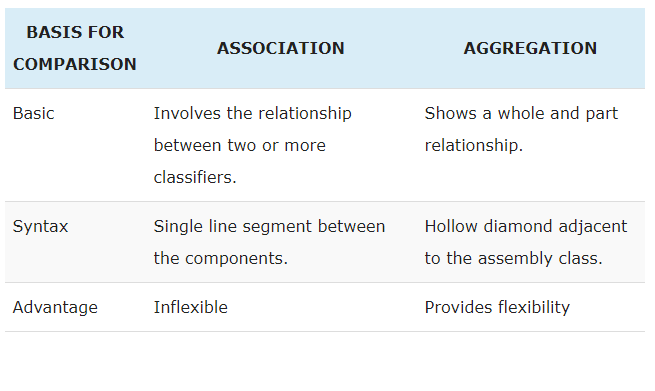 BASIS FOR COMPARISON ASSOCIATION AGGREGATION
Basic Involves the relationship between two or more classifiers. Shows a whole and part relationship.
Syntax Single line segment between the components. Hollow diamond adjacent to the assembly class.
Advantage Inflexible Provides flexibility